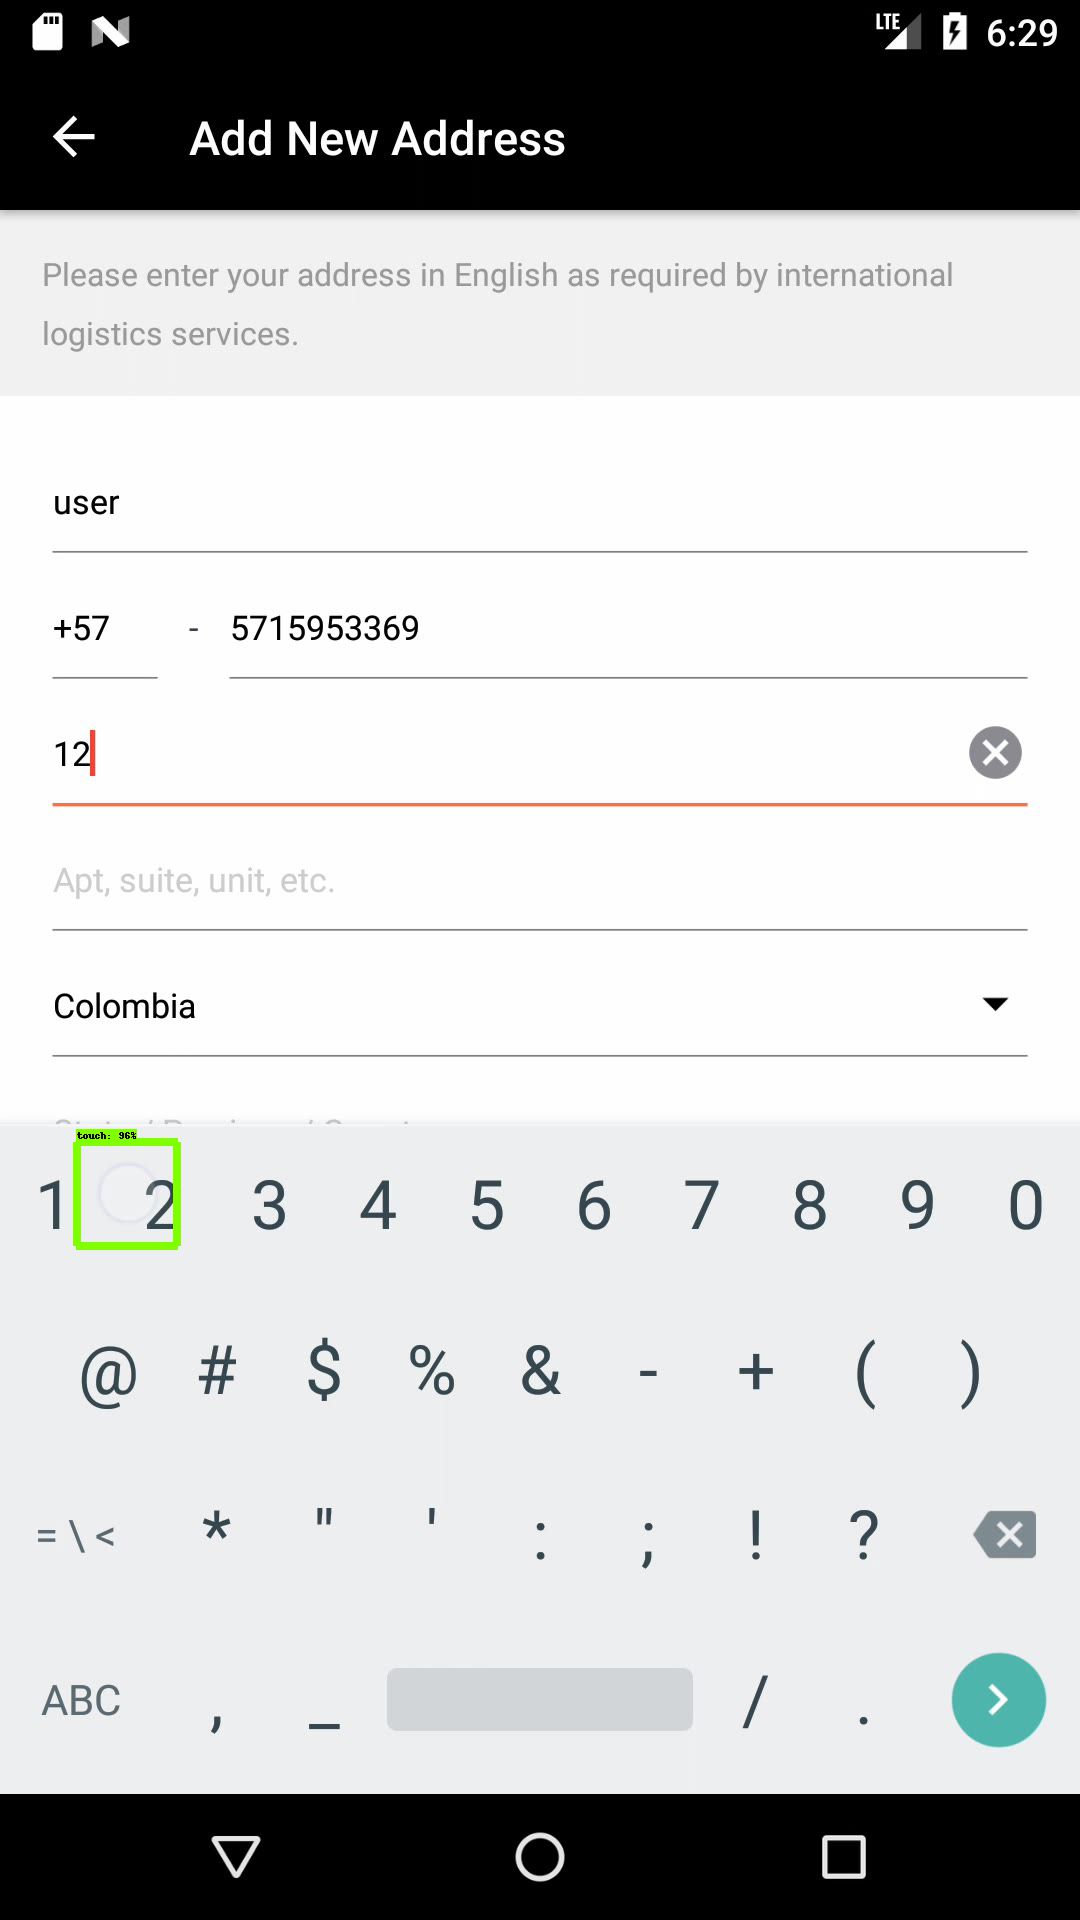 LTE 6:29
Add New Address
Please enter your address in English as required by international
logistics services.
user
+57 - 5715953369
12
Apt, suite, unit, etc.
Colombia
touch: 96%
1 2 3 4 5 6 7 8 9 0
@ # $ % & - + ( )
= \ < * " ' : ; ! ?
ABC , _ / .